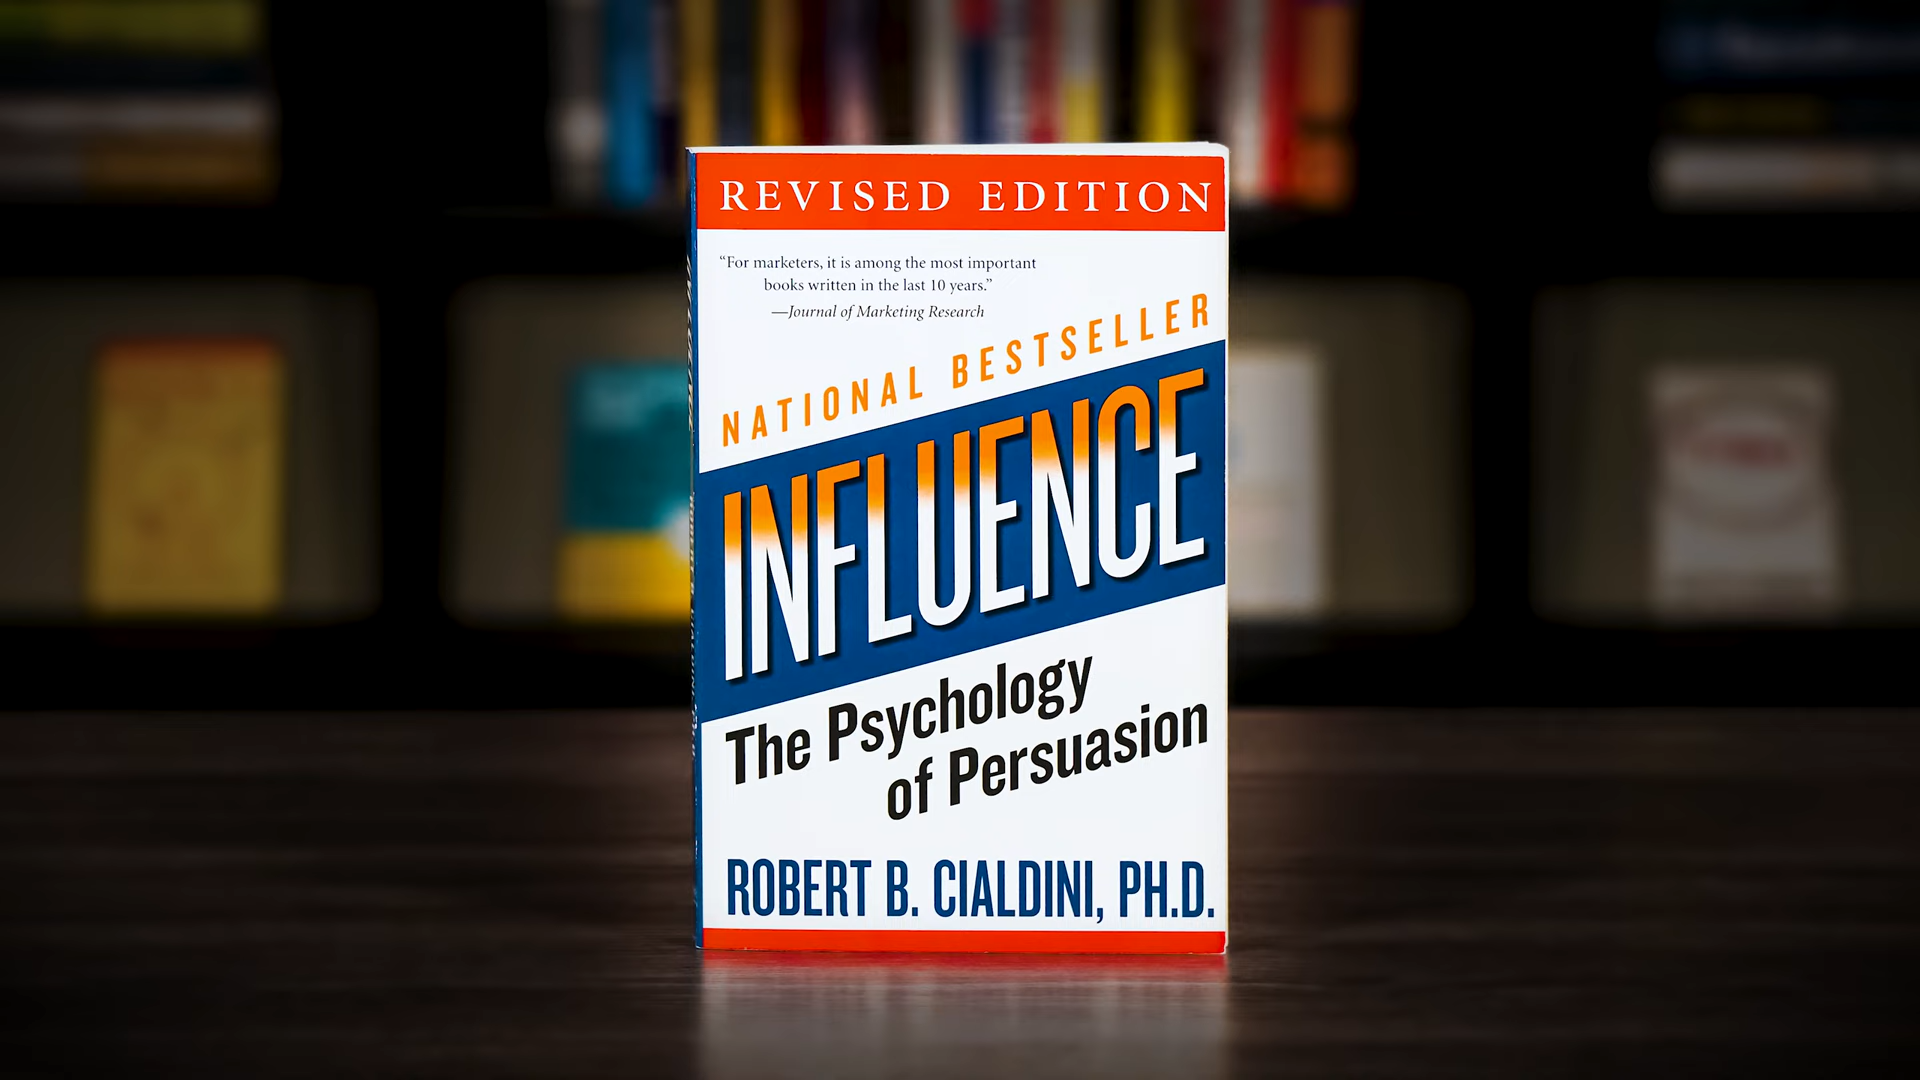 REVISED EDITION
“For marketers, it is among the most important
books written in the last 10 years.”
—Journal of Marketing Research
NATIONAL BESTSELLER
INFLUENCE
The Psychology
of Persuasion
ROBERT B. CIALDINI, PH.D.